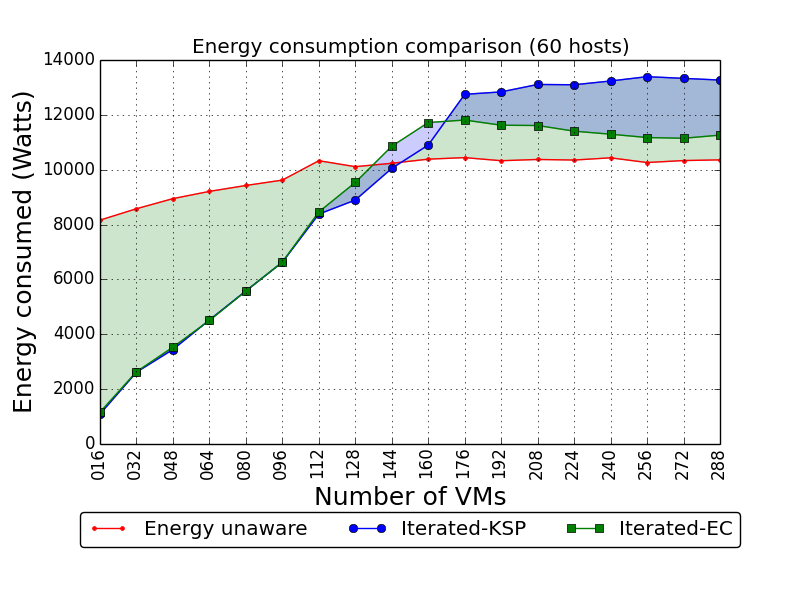 Energy consumption comparison (60 hosts)
14000
12000
10000
8000
6000
4000
2000
0
Energy consumed (Watts)
016 032 048 064 080 096 112 128 144 160 176 192 208 224 240 256 272 288
Number of VMs
Energy unaware Iterated-KSP Iterated-EC